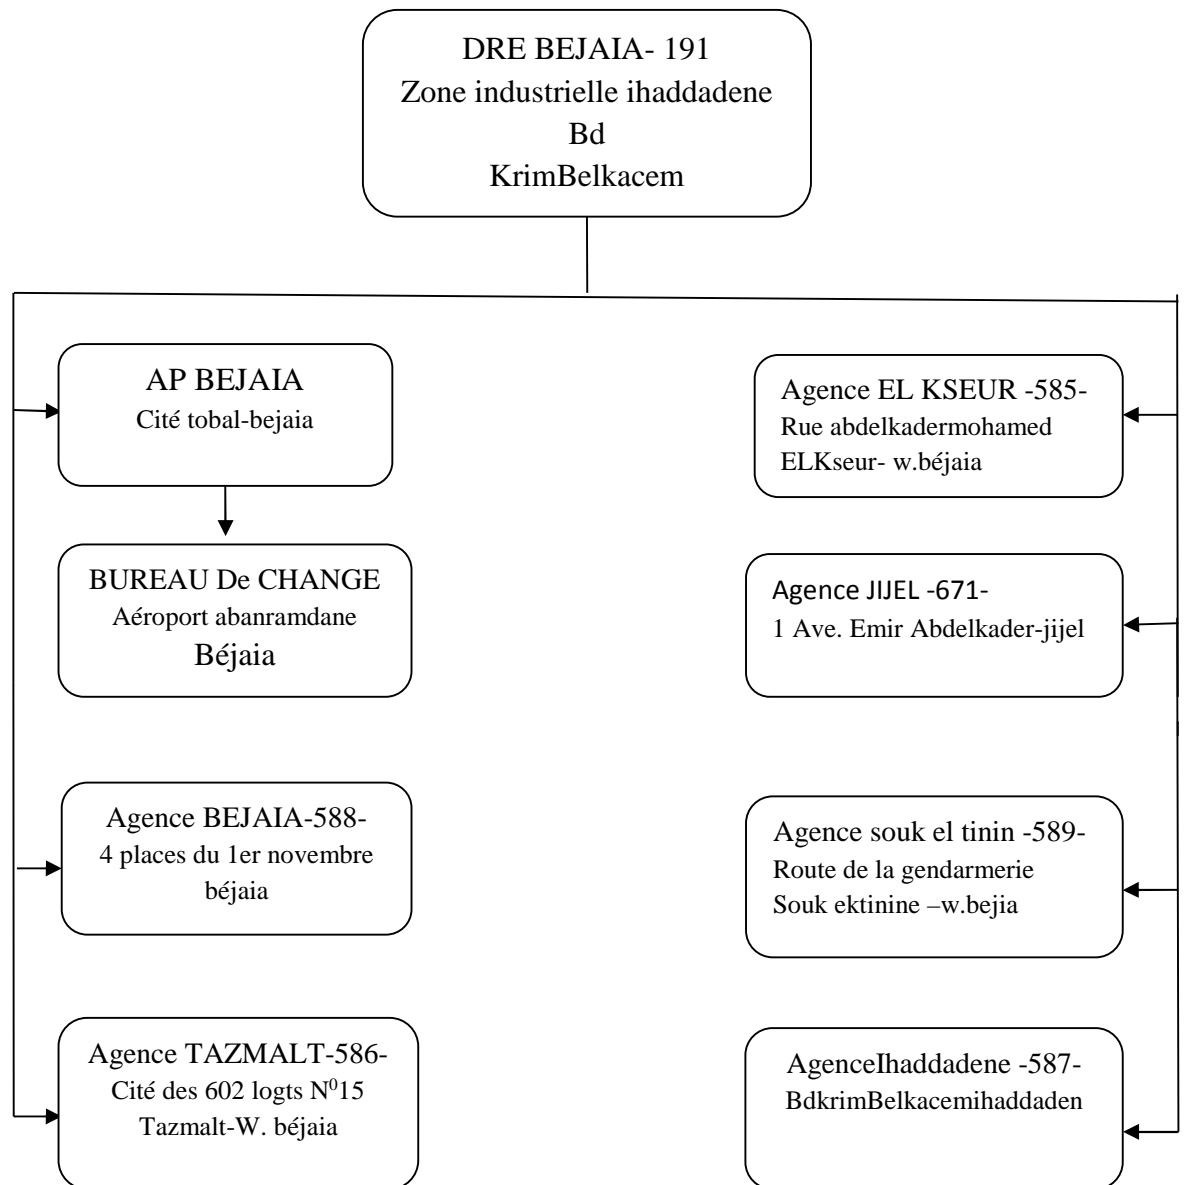 DRE BEJAIA- 191
Zone industrielle ihaddadene
Bd
KrimBelkacem
AP BEJAIA
Cité tobal-bejaia
BUREAU De CHANGE
Aéroport abanramdane
Béjaia
Agence BEJAIA-588-
4 places du 1er novembre
béjaia
Agence TAZMALT-586-
Cité des 602 logts N⁰15
Tazmalt-W. béjaia
Agence EL KSEUR -585-
Rue abdelkadermohamed
ELKseur- w.béjaia
Agence JIJEL -671-
1 Ave. Emir Abdelkader-jijel
Agence souk el tinin -589-
Route de la gendarmerie
Souk ektinine –w.bejia
AgenceIhaddadene -587-
BdkrimBelkacemihaddaden